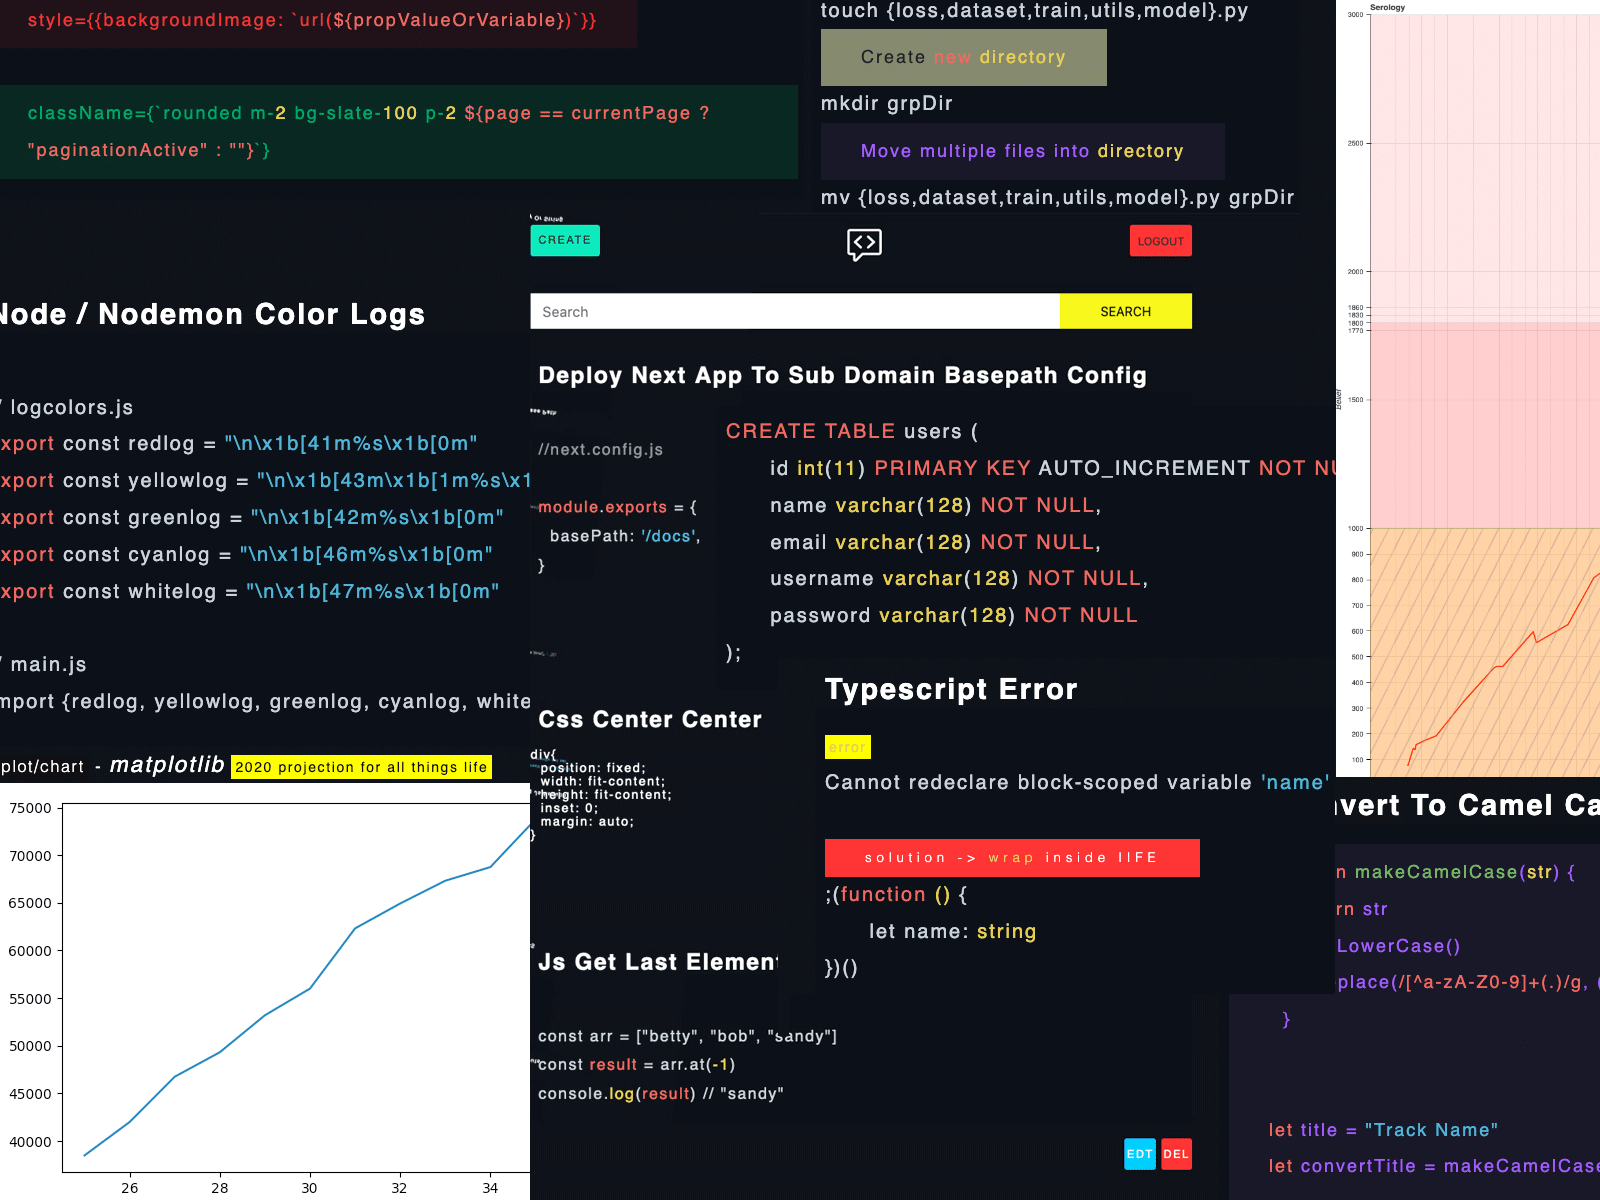 style={{backgroundImage: `url(${propValueOrVariable})`}}
className={`rounded m-2 bg-slate-100 p-2 ${page == currentPage ?
"paginationActive" : ""}`}
touch {loss,dataset,train,utils,model}.py
Create new directory
mkdir grpDir
Move multiple files into directory
mv {loss,dataset,train,utils,model}.py grpDir
CREATE
LOGOUT
Search
SEARCH
Node / Nodemon Color Logs
/ logcolors.js
xport const redlog = "\n\x1b[41m%s\x1b[0m"
xport const yellowlog = "\n\x1b[43m\x1b[1m%s\x1
xport const greenlog = "\n\x1b[42m%s\x1b[0m"
xport const cyanlog = "\n\x1b[46m%s\x1b[0m"
xport const whitelog = "\n\x1b[47m%s\x1b[0m"
/ main.js
mport {redlog, yellowlog, greenlog, cyanlog, white
plot/chart - matplotlib 2020 projection for all things life
75000
70000
65000
60000
55000
50000
45000
40000
26 28 30 32 34
Deploy Next App To Sub Domain Basepath Config
//next.config.js
module.exports = {
basePath: '/docs',
}
CREATE TABLE users (
id int(11) PRIMARY KEY AUTO_INCREMENT NOT NU
name varchar(128) NOT NULL,
email varchar(128) NOT NULL,
username varchar(128) NOT NULL,
password varchar(128) NOT NULL
);
Css Center Center
div{
position: fixed;
width: fit-content;
height: fit-content;
inset: 0;
margin: auto;
}
Typescript Error
error
Cannot redeclare block-scoped variable 'name'
solution -> wrap inside IIFE
;(function () {
let name: string
})()
Js Get Last Element
const arr = ["betty", "bob", "sandy"]
const result = arr.at(-1)
console.log(result) // "sandy"
EDT DEL
Serology
3000
2500
2000
1860
1830
1800
1770
1500
1000
900
800
700
600
500
400
300
200
100
nvert To Camel Ca
n makeCamelCase(str) {
rn str
LowerCase()
place(/[^a-zA-Z0-9]+(.)/g, (
}
let title = "Track Name"
let convertTitle = makeCamelCase